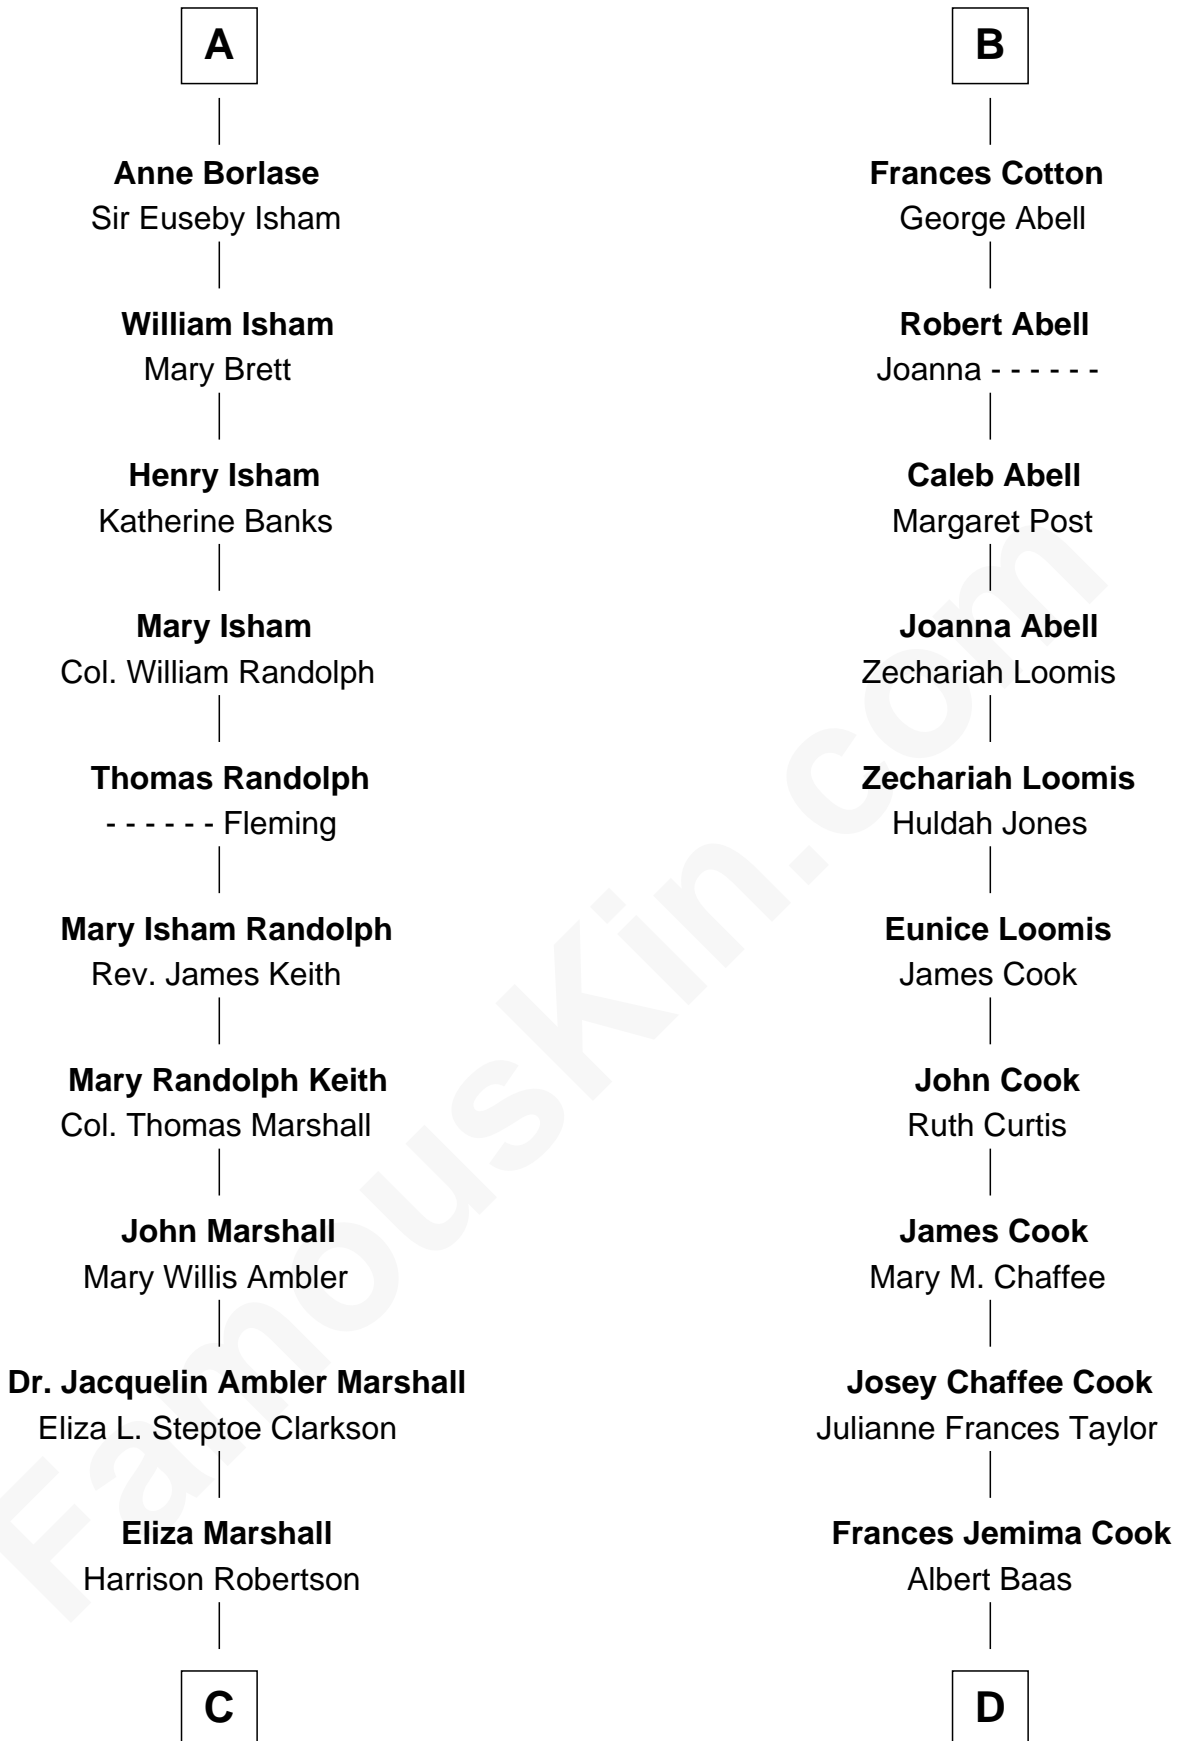 A
Anne Borlase
Sir Euseby Isham
William Isham
Mary Brett
Henry Isham
Katherine Banks
Mary Isham
Col. William Randolph
Thomas Randolph
- - - - - - Fleming
Mary Isham Randolph
Rev. James Keith
Mary Randolph Keith
Col. Thomas Marshall
John Marshall
Mary Willis Ambler
Dr. Jacquelin Ambler Marshall
Eliza L. Steptoe Clarkson
Eliza Marshall
Harrison Robertson
C
B
Frances Cotton
George Abell
Robert Abell
Joanna - - - - - -
Caleb Abell
Margaret Post
Joanna Abell
Zechariah Loomis
Zechariah Loomis
Huldah Jones
Eunice Loomis
James Cook
John Cook
Ruth Curtis
James Cook
Mary M. Chaffee
Josey Chaffee Cook
Julianne Frances Taylor
Frances Jemima Cook
Albert Baas
D
FamousKin.com